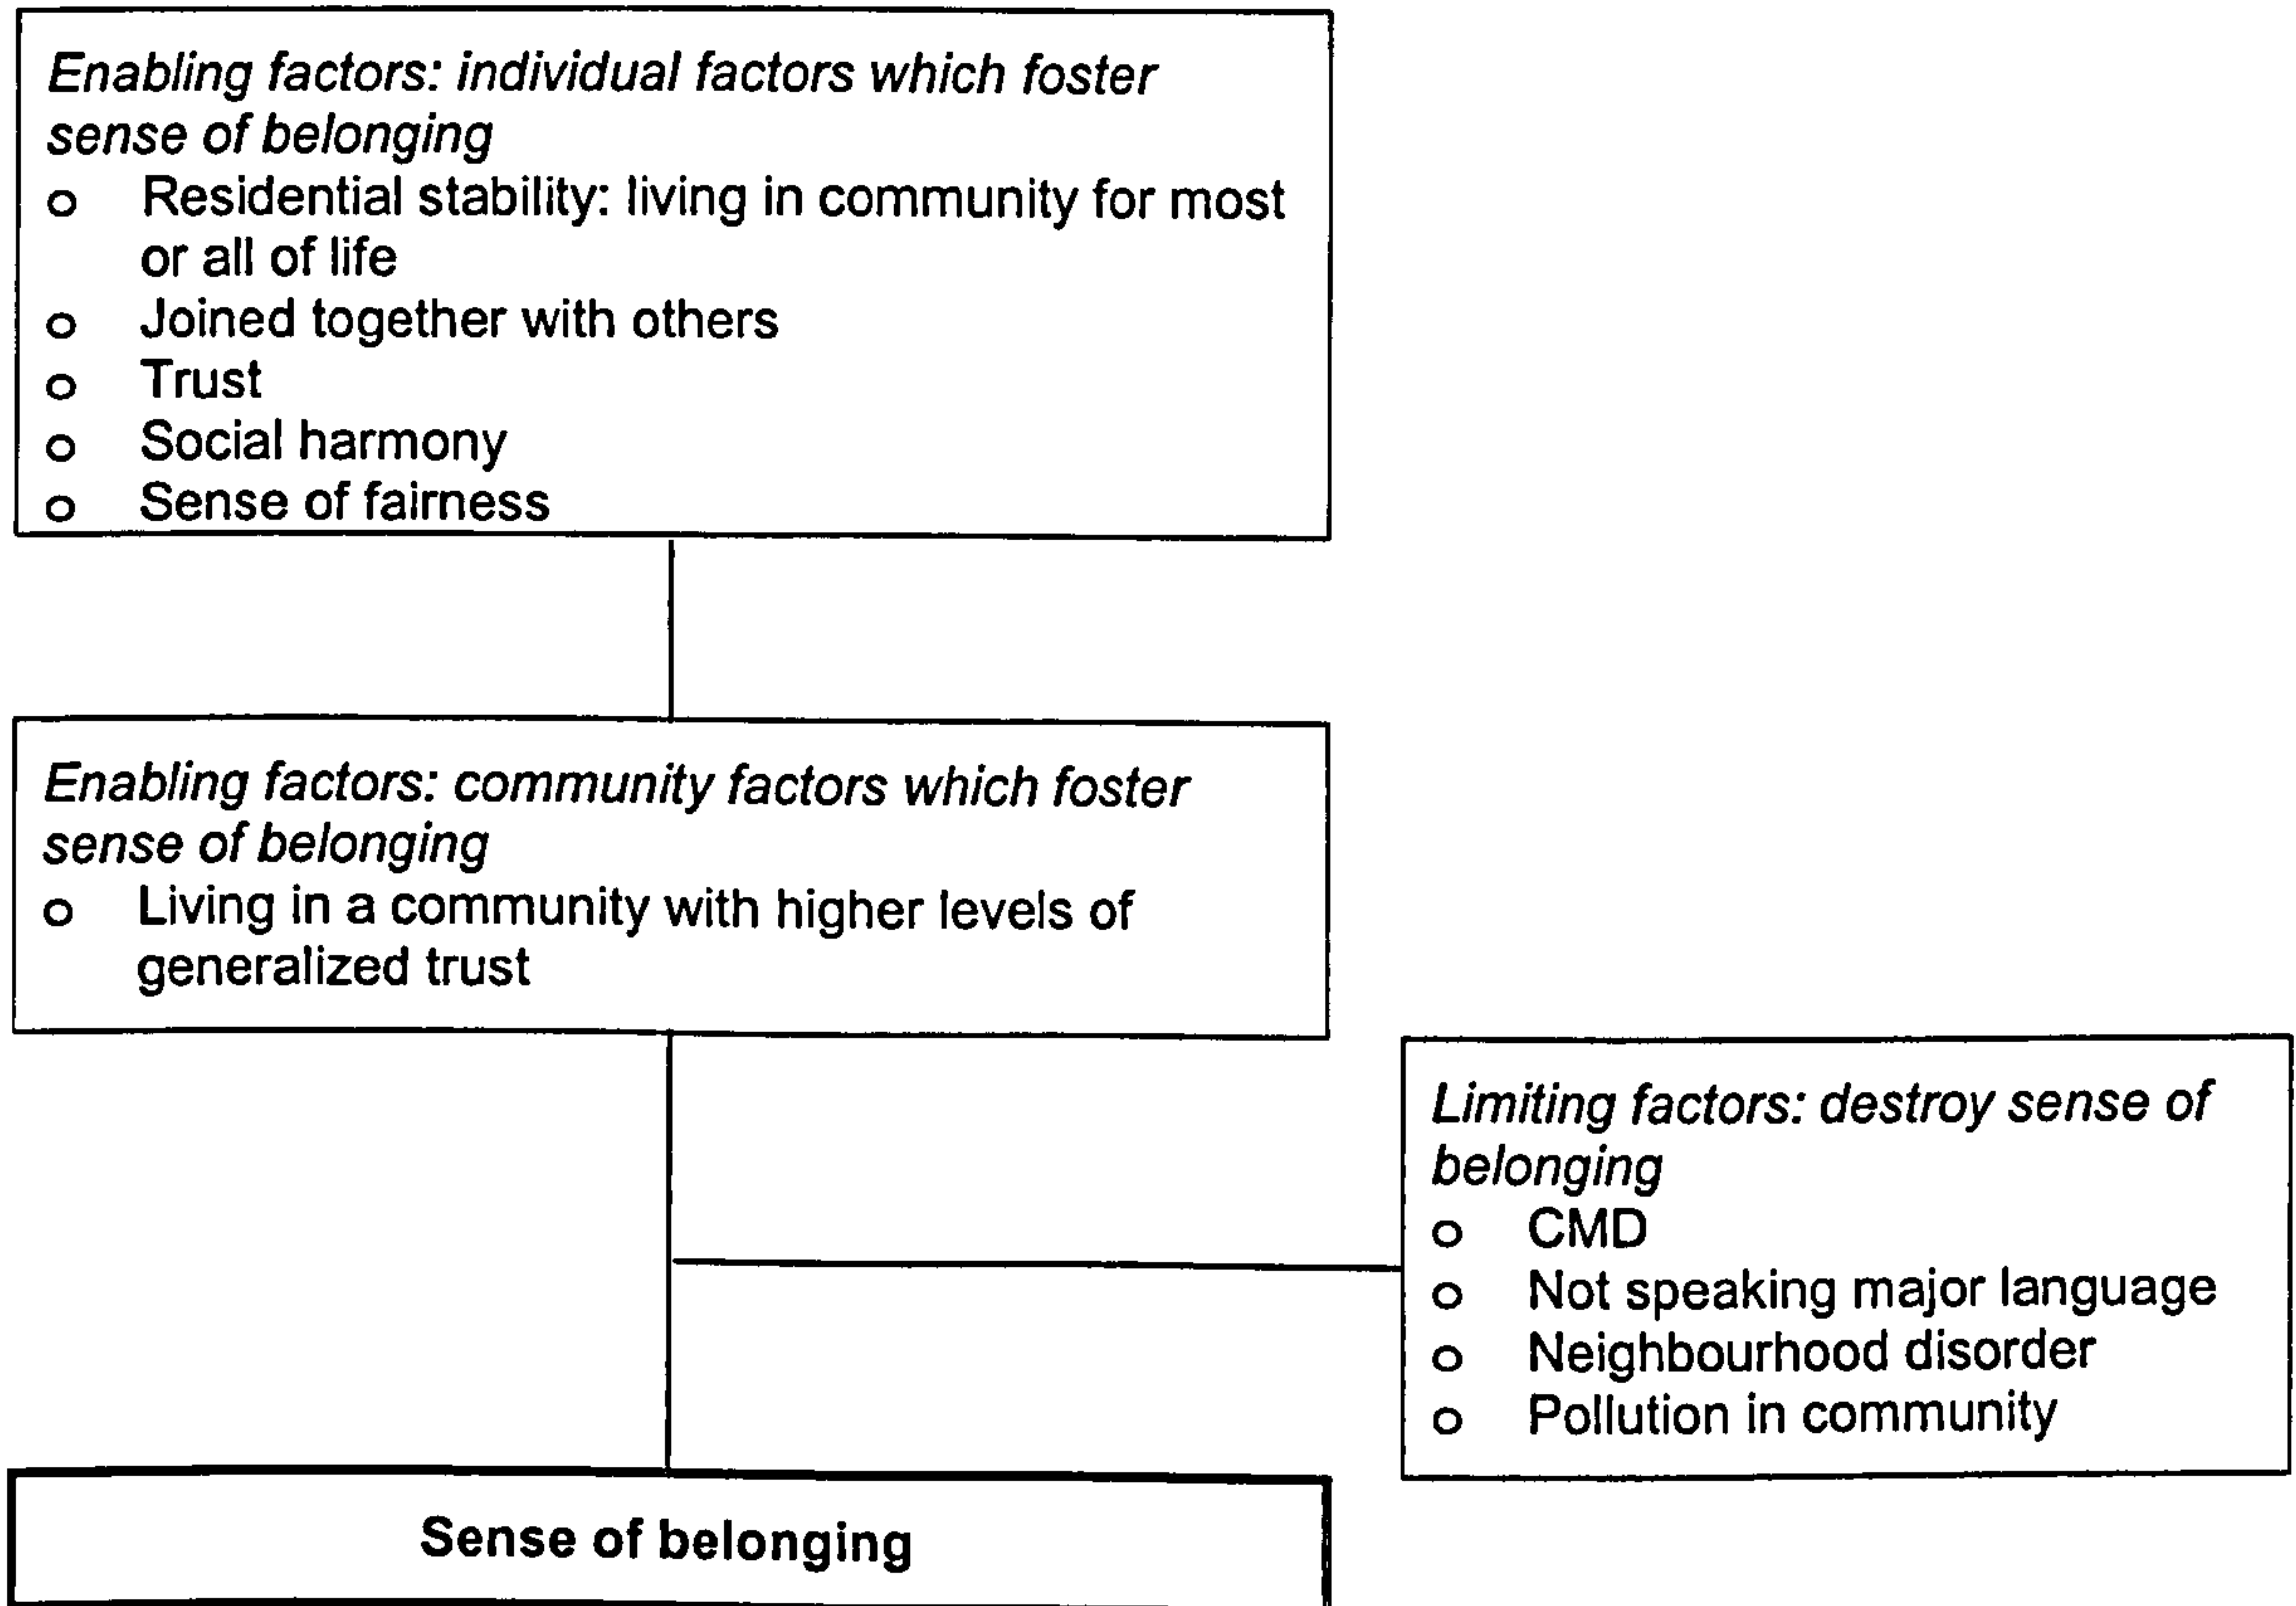 Enabling factors: individual factors which foster
sense of belonging
o Residential stability: living in community for most
or all of life
o Joined together with others
o Trust
o Social harmony
o Sense of fairness
Enabling factors: community factors which foster
sense of belonging
o Living in a community with higher levels of
generalized trust
Limiting factors: destroy sense of
belonging
o CMD
o Not speaking major language
o Neighbourhood disorder
o Pollution in community
Sense of belonging